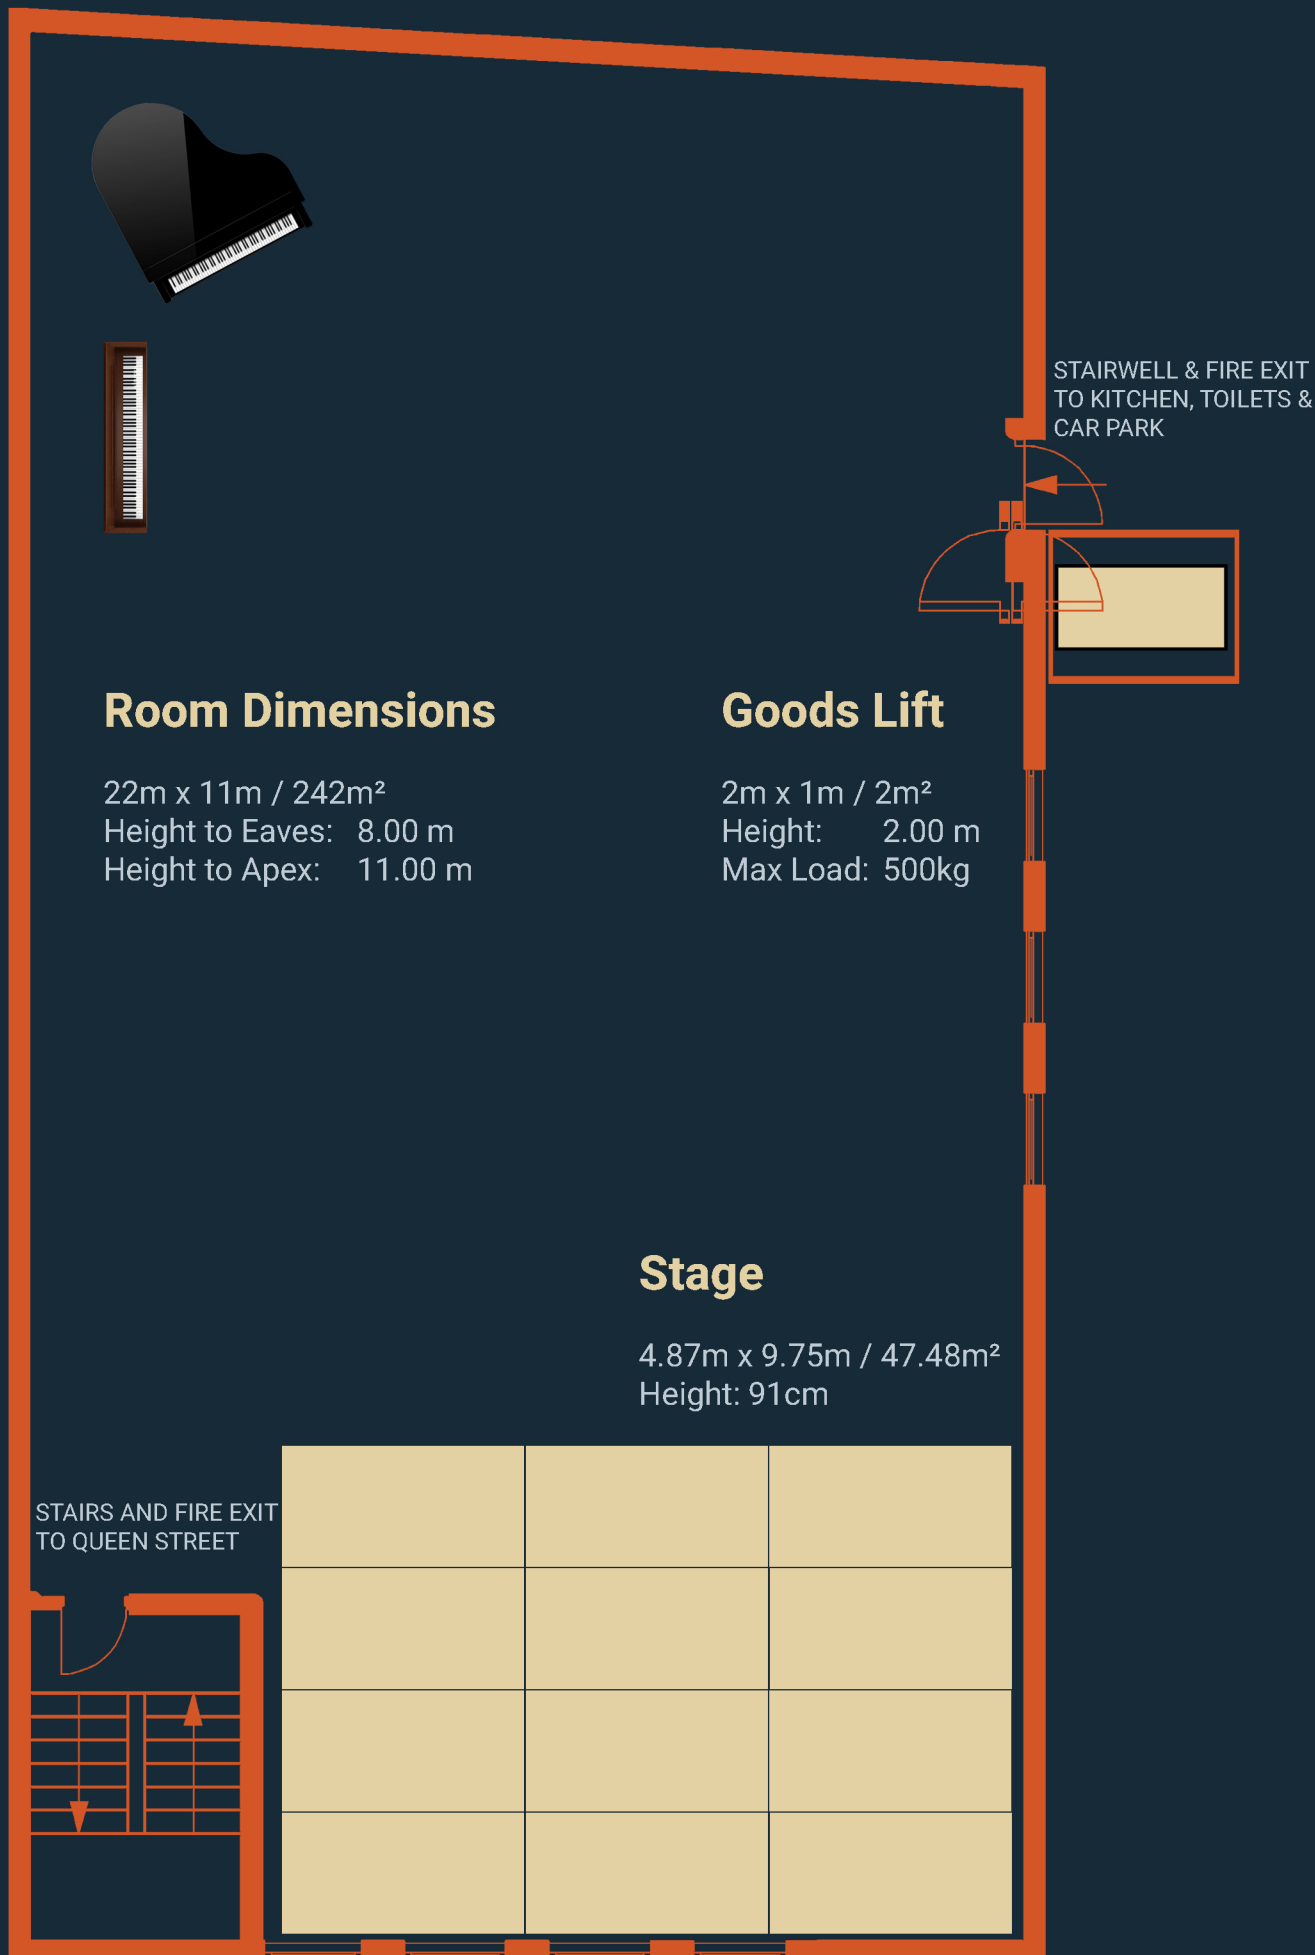 STAIRWELL & FIRE EXIT
TO KITCHEN, TOILETS &
CAR PARK
Room Dimensions
22m x 11m / 242m²
Height to Eaves: 8.00 m
Height to Apex: 11.00 m
Goods Lift
2m x 1m / 2m²
Height: 2.00 m
Max Load: 500kg
Stage
4.87m x 9.75m / 47.48m²
Height: 91cm
STAIRS AND FIRE EXIT
TO QUEEN STREET